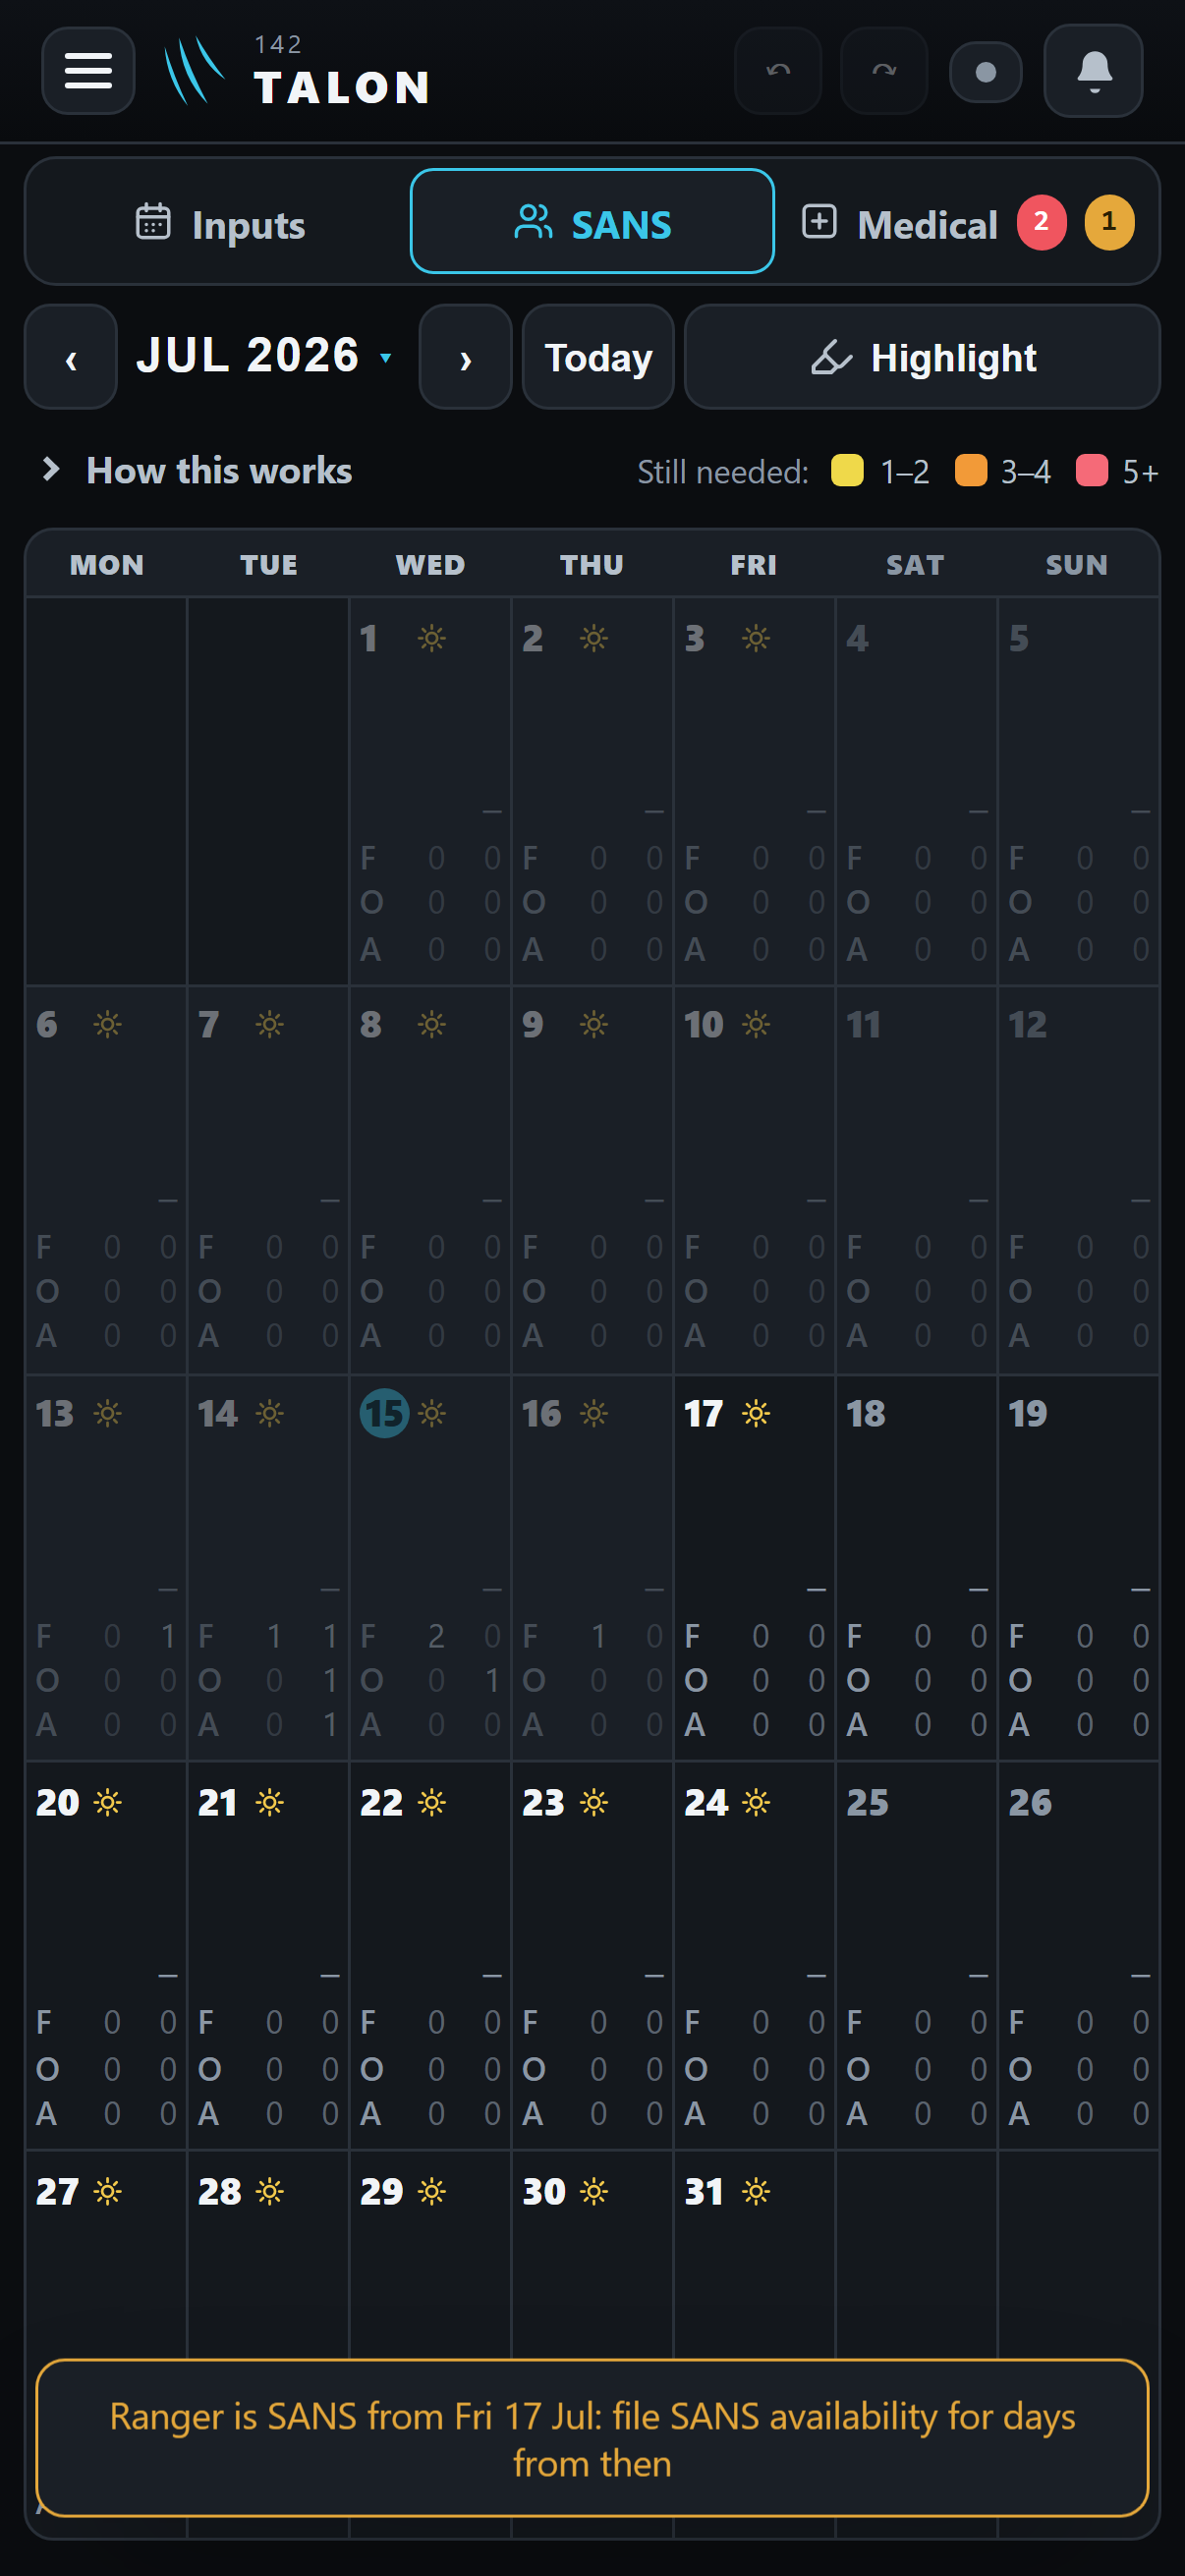 142
TALON
Inputs
SANS
Medical 2 1
‹ JUL 2026 ▾ › Today Highlight
How this works
Still needed: 1–2 3–4 5+
MON TUE WED THU FRI SAT SUN
1 2 3 4 5
– – – – –
F 0 0 F 0 0 F 0 0 F 0 0 F 0 0
O 0 0 O 0 0 O 0 0 O 0 0 O 0 0
A 0 0 A 0 0 A 0 0 A 0 0 A 0 0
6 7 8 9 10 11 12
– – – – – – –
F 0 0 F 0 0 F 0 0 F 0 0 F 0 0 F 0 0 F 0 0
O 0 0 O 0 0 O 0 0 O 0 0 O 0 0 O 0 0 O 0 0
A 0 0 A 0 0 A 0 0 A 0 0 A 0 0 A 0 0 A 0 0
13 14 15 16 17 18 19
– – – – – – –
F 0 1 F 1 1 F 2 0 F 1 0 F 0 0 F 0 0 F 0 0
O 0 0 O 0 1 O 0 1 O 0 0 O 0 0 O 0 0 O 0 0
A 0 0 A 0 1 A 0 0 A 0 0 A 0 0 A 0 0 A 0 0
20 21 22 23 24 25 26
– – – – – – –
F 0 0 F 0 0 F 0 0 F 0 0 F 0 0 F 0 0 F 0 0
O 0 0 O 0 0 O 0 0 O 0 0 O 0 0 O 0 0 O 0 0
A 0 0 A 0 0 A 0 0 A 0 0 A 0 0 A 0 0 A 0 0
27 28 29 30 31
Ranger is SANS from Fri 17 Jul: file SANS availability for days
from then